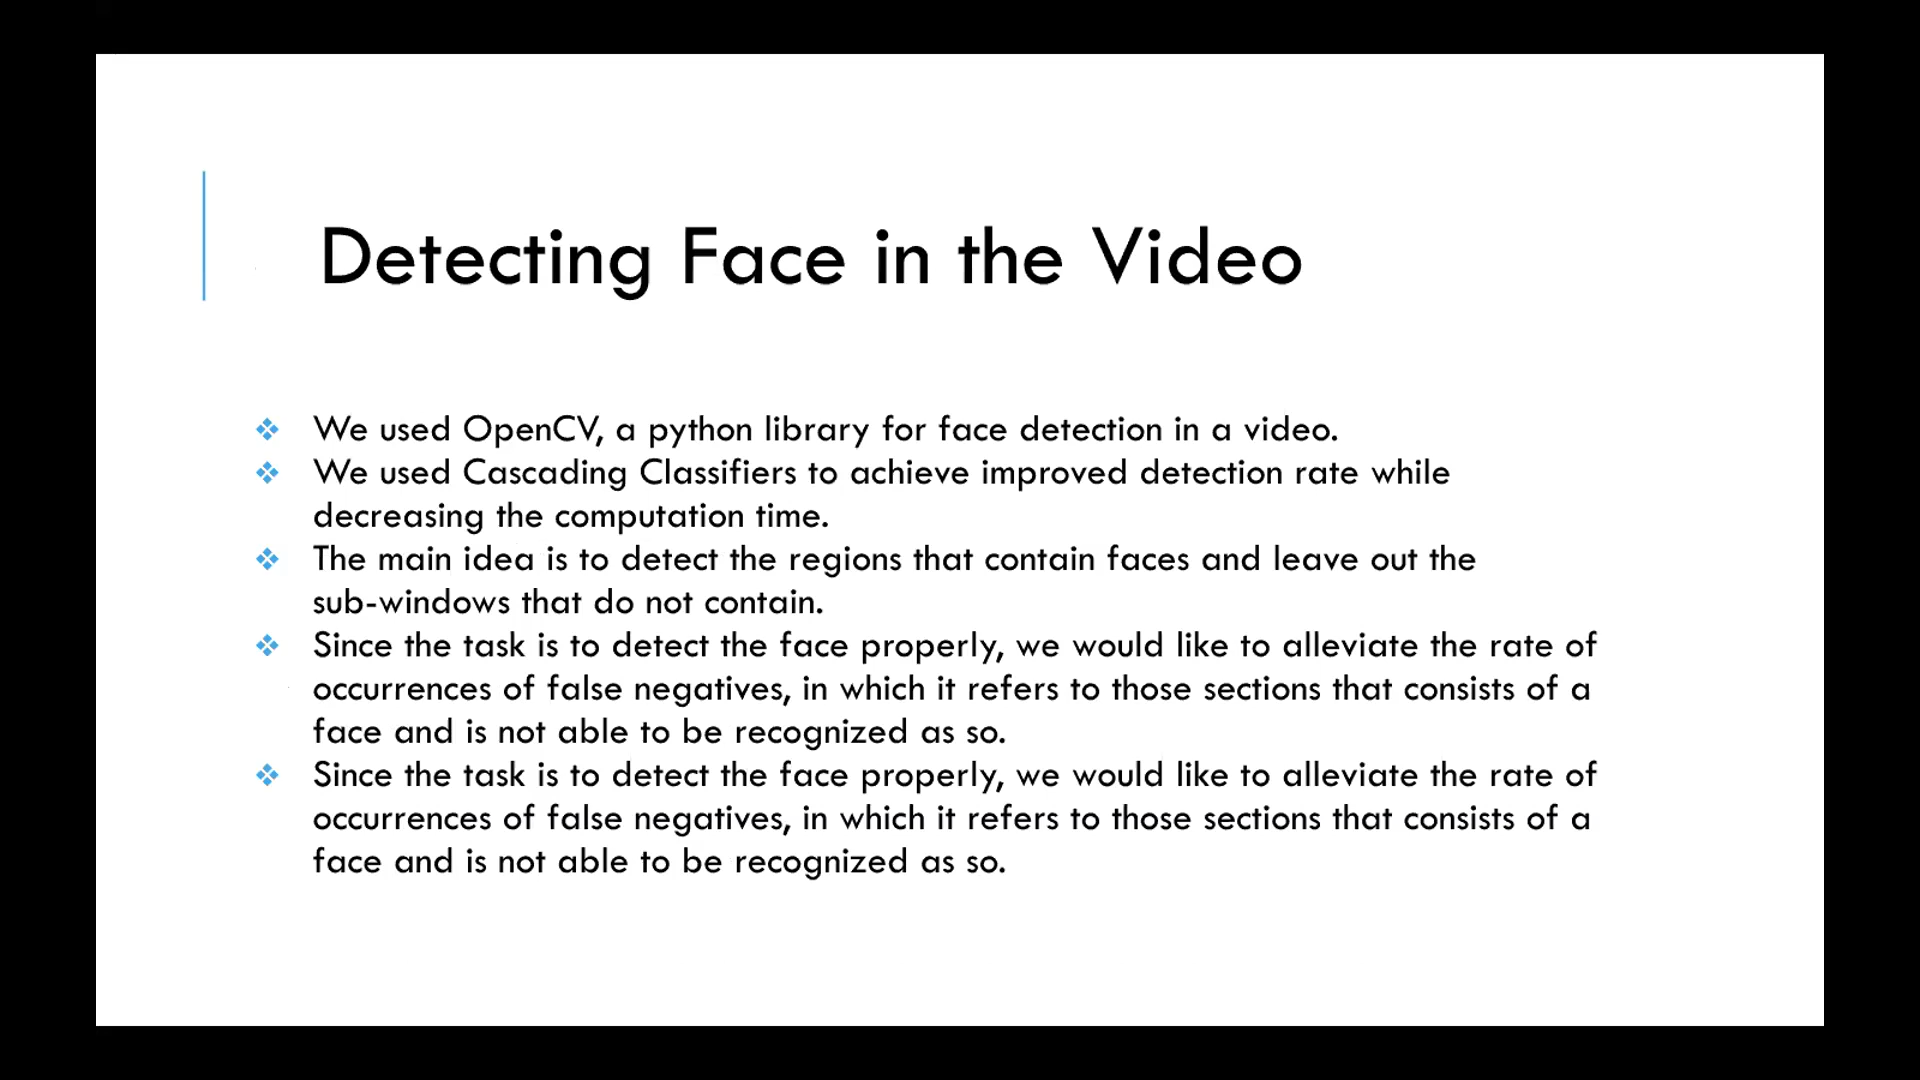 Detecting Face in the Video
We used OpenCV, a python library for face detection in a video.
We used Cascading Classifiers to achieve improved detection rate while
decreasing the computation time.
The main idea is to detect the regions that contain faces and leave out the
sub-windows that do not contain.
Since the task is to detect the face properly, we would like to alleviate the rate of
occurrences of false negatives, in which it refers to those sections that consists of a
face and is not able to be recognized as so.
Since the task is to detect the face properly, we would like to alleviate the rate of
occurrences of false negatives, in which it refers to those sections that consists of a
face and is not able to be recognized as so.